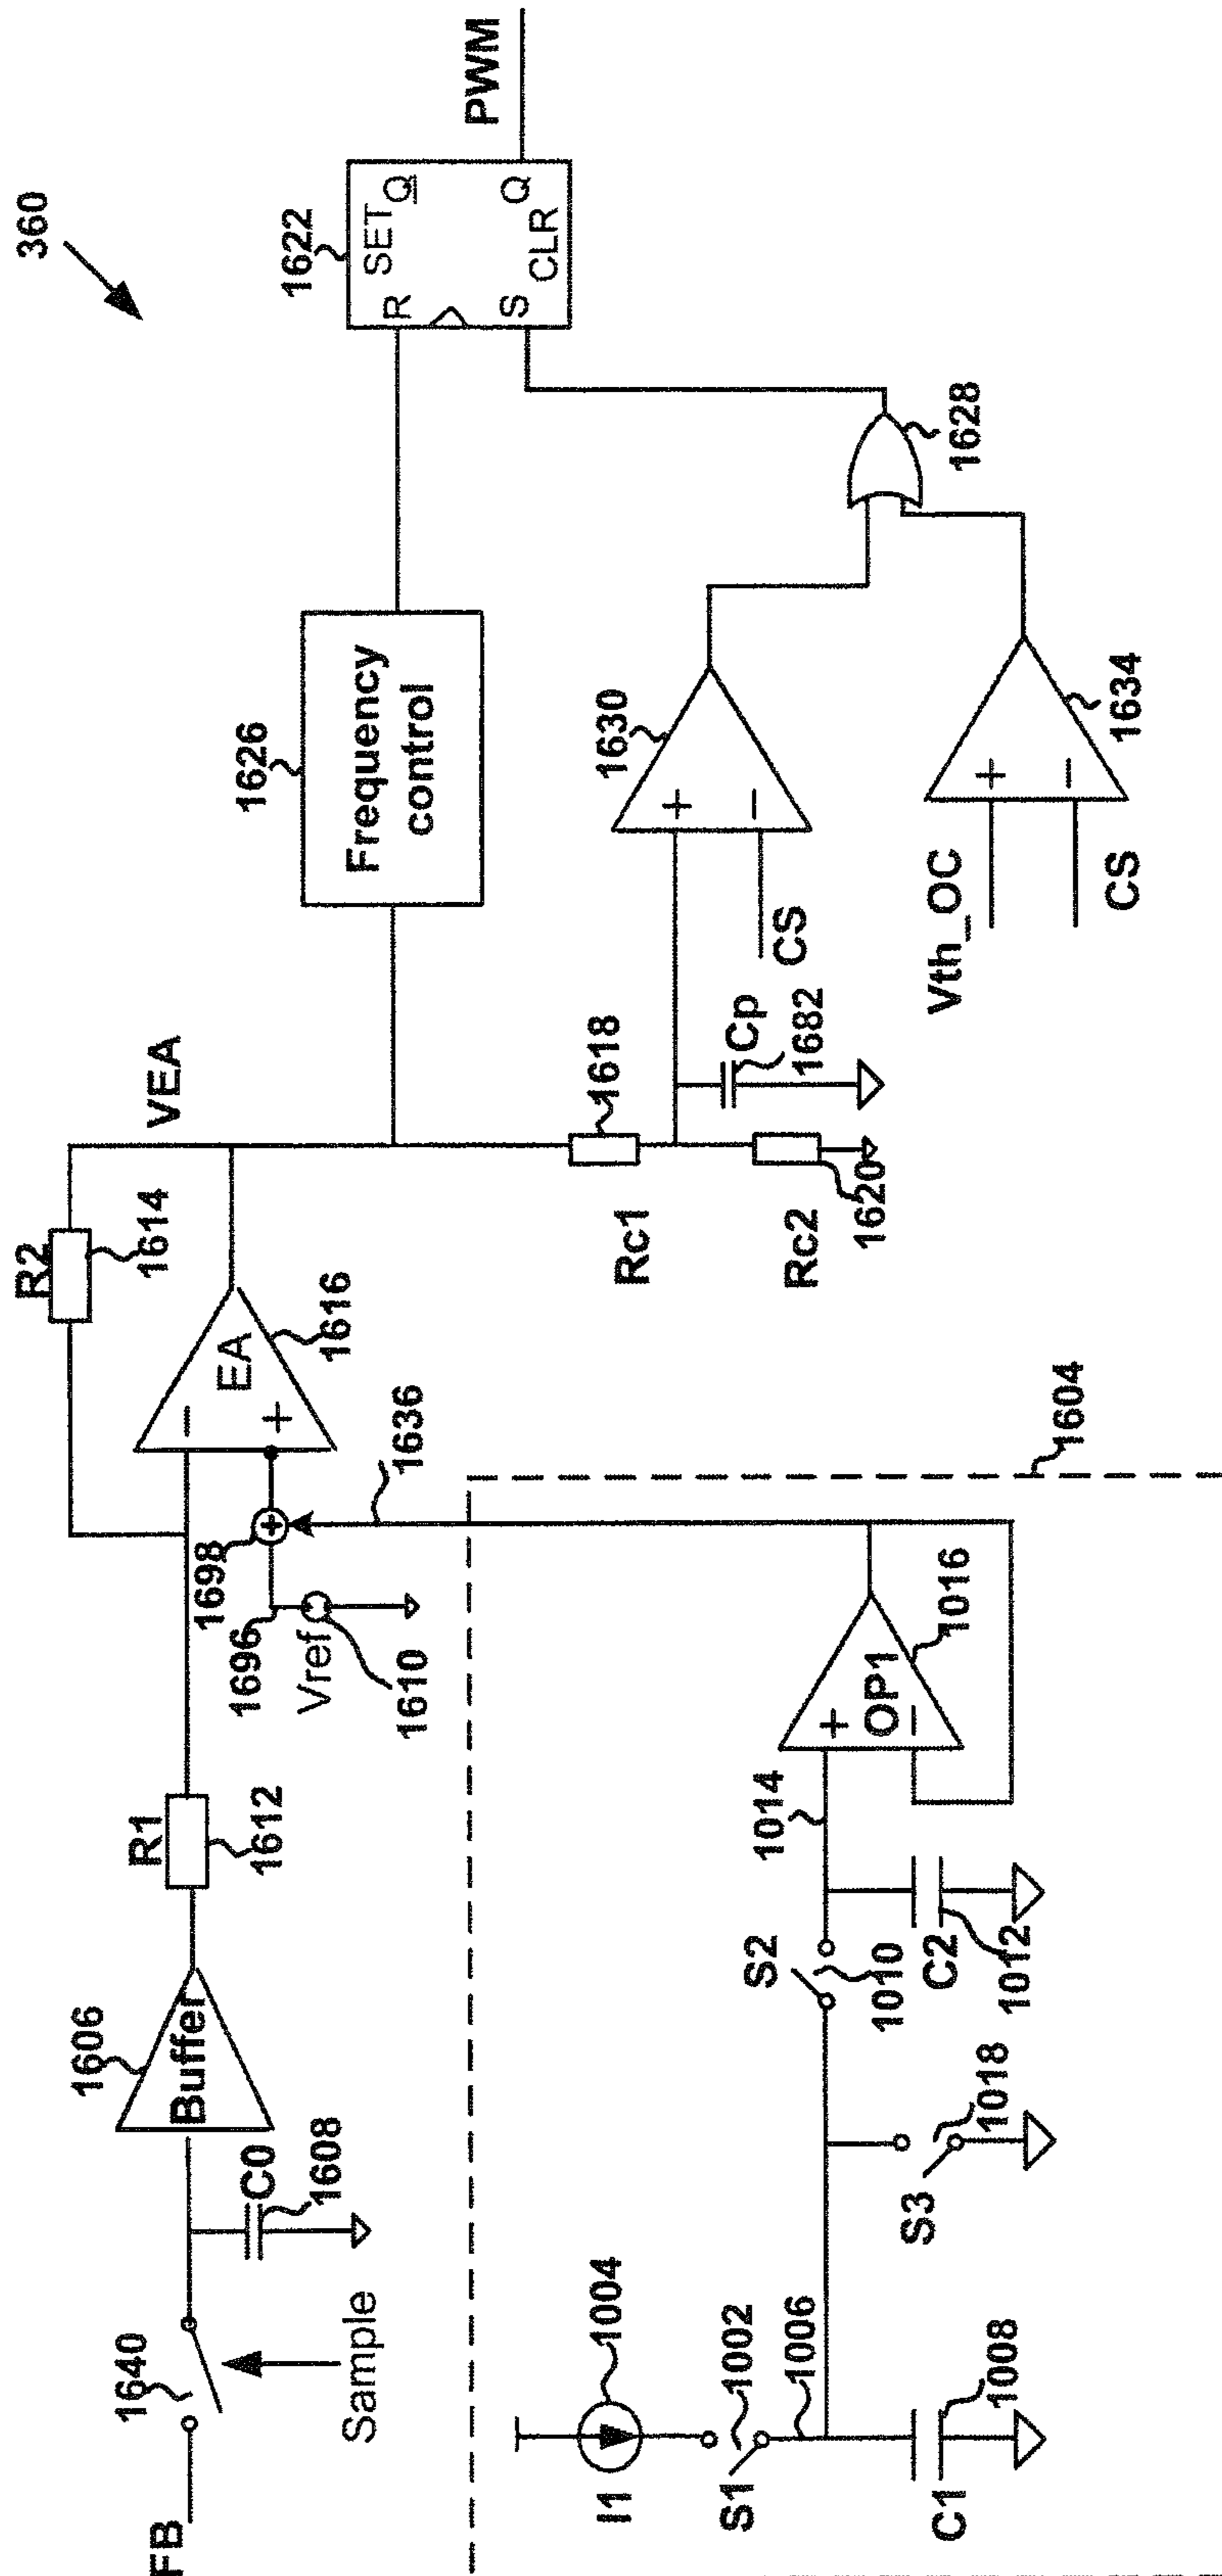 360
FB
1640
Sample
C0
1608
1606
Buffer
R1
1612
R2
1614
EA
−
+
1616
1698
1696
Vref
1610
1636
VEA
1626
Frequency
control
1622
R
SET
Q
S
CLR
Q
PWM
Rc1
1618
Rc2
1620
Cp
1682
1630
+
−
CS
1628
Vth_OC
+
−
CS
1634
1604
I1
1004
S1
1002
1006
C1
1008
S3
1018
S2
1010
C2
1012
1014
+
−
OP1
1016